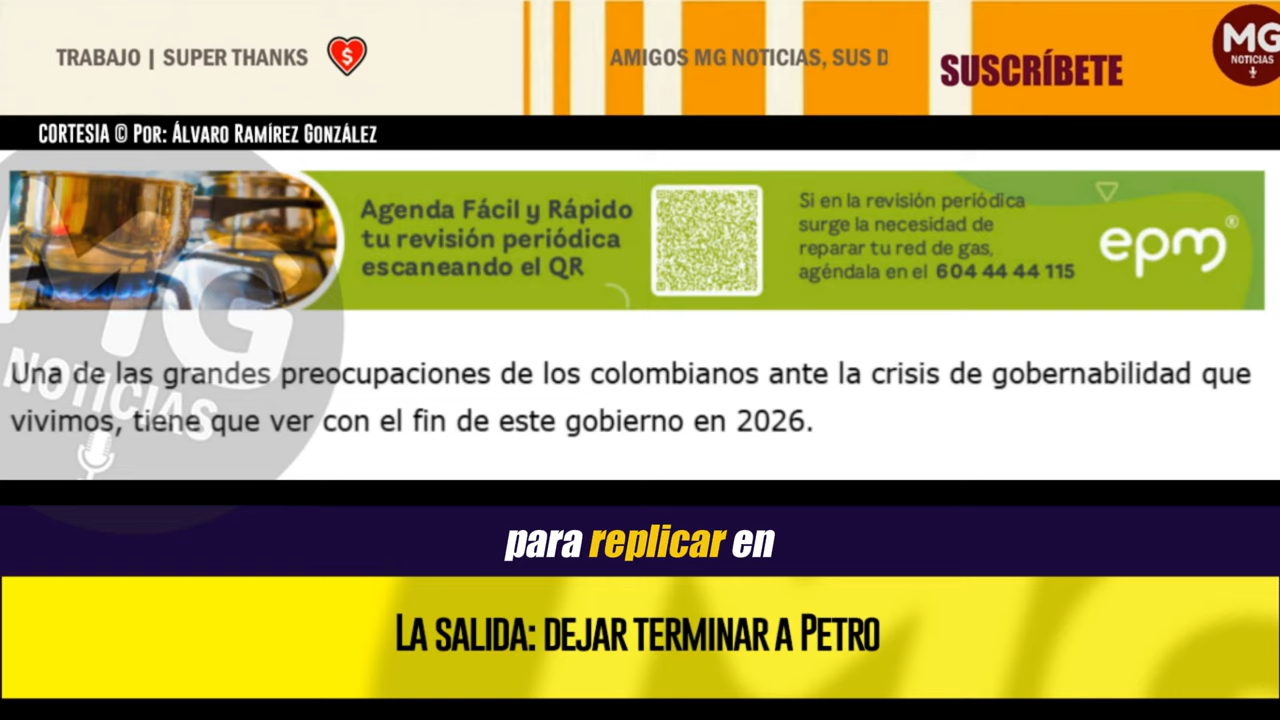 TRABAJO | SUPER THANKS
AMIGOS MG NOTICIAS, SUS D
SUSCRÍBETE
MG
NOTICIAS
CORTESIA © Por: Álvaro Ramírez González
Agenda Fácil y Rápido
tu revisión periódica
escaneando el QR
Si en la revisión periódica
surge la necesidad de
reparar tu red de gas,
agéndala en el 604 44 44 115
epm®
MG
NOTICIAS
Una de las grandes preocupaciones de los colombianos ante la crisis de gobernabilidad que
vivimos, tiene que ver con el fin de este gobierno en 2026.
para replicar en
La salida: dejar terminar a Petro